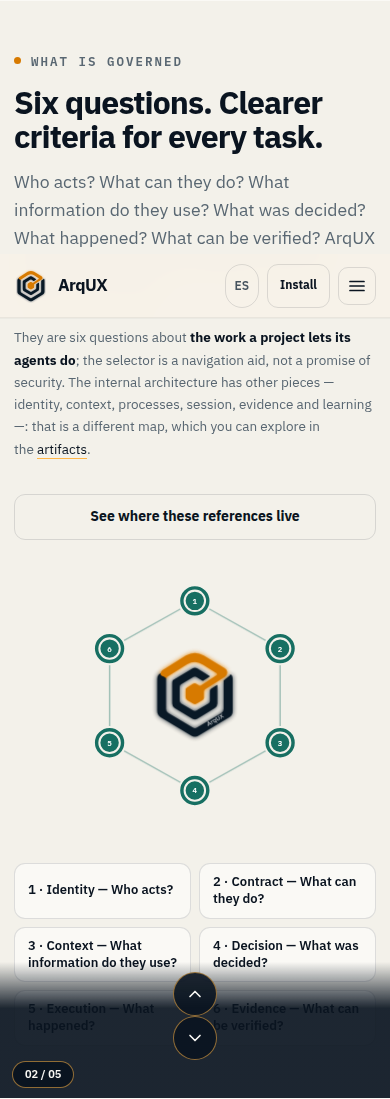 WHAT IS GOVERNED
Six questions. Clearer
criteria for every task.
Who acts? What can they do? What
information do they use? What was decided?
What happened? What can be verified? ArqUX
ArqUX
ES
Install
They are six questions about the work a project lets its
agents do; the selector is a navigation aid, not a promise of
security. The internal architecture has other pieces —
identity, context, processes, session, evidence and learning
—: that is a different map, which you can explore in
the artifacts.
See where these references live
1
6
2
5
3
4
ArqUX
1 · Identity — Who acts?
2 · Contract — What can
they do?
3 · Context — What
information do they use?
4 · Decision — What was
decided?
5 · Execution — What
happened?
6 · Evidence — What can
be verified?
02 / 05